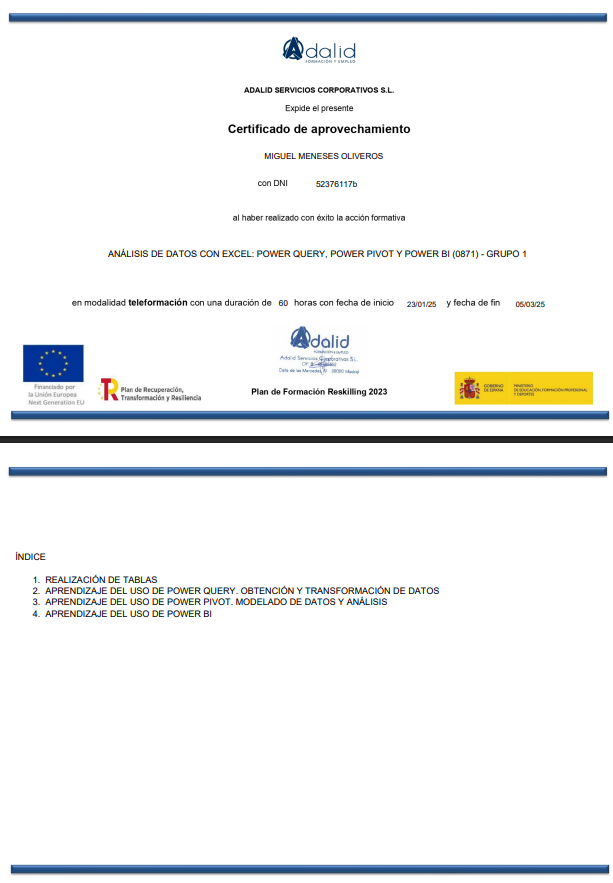 Adalid
FORMACIÓN Y EMPLEO
ADALID SERVICIOS CORPORATIVOS S.L.
Expide el presente
Certificado de aprovechamiento
MIGUEL MENESES OLIVEROS
con DNI 52376117b
al haber realizado con éxito la acción formativa
ANÁLISIS DE DATOS CON EXCEL: POWER QUERY, POWER PIVOT Y POWER BI (0871) - GRUPO 1
en modalidad teleformación con una duración de 60 horas con fecha de inicio 23/01/25 y fecha de fin 05/03/25
Adalid
FORMACIÓN Y EMPLEO
Adalid Servicios Corporativos S.L.
Madrid
Financiado por
la Unión Europea
Next Generation EU
Plan de Recuperación,
Transformación y Resiliencia
Plan de Formación Reskilling 2023
GOBIERNO
DE ESPAÑA
MINISTERIO
DE EDUCACIÓN, FORMACIÓN PROFESIONAL
Y DEPORTES
ÍNDICE
1. REALIZACIÓN DE TABLAS
2. APRENDIZAJE DEL USO DE POWER QUERY. OBTENCIÓN Y TRANSFORMACIÓN DE DATOS
3. APRENDIZAJE DEL USO DE POWER PIVOT. MODELADO DE DATOS Y ANÁLISIS
4. APRENDIZAJE DEL USO DE POWER BI